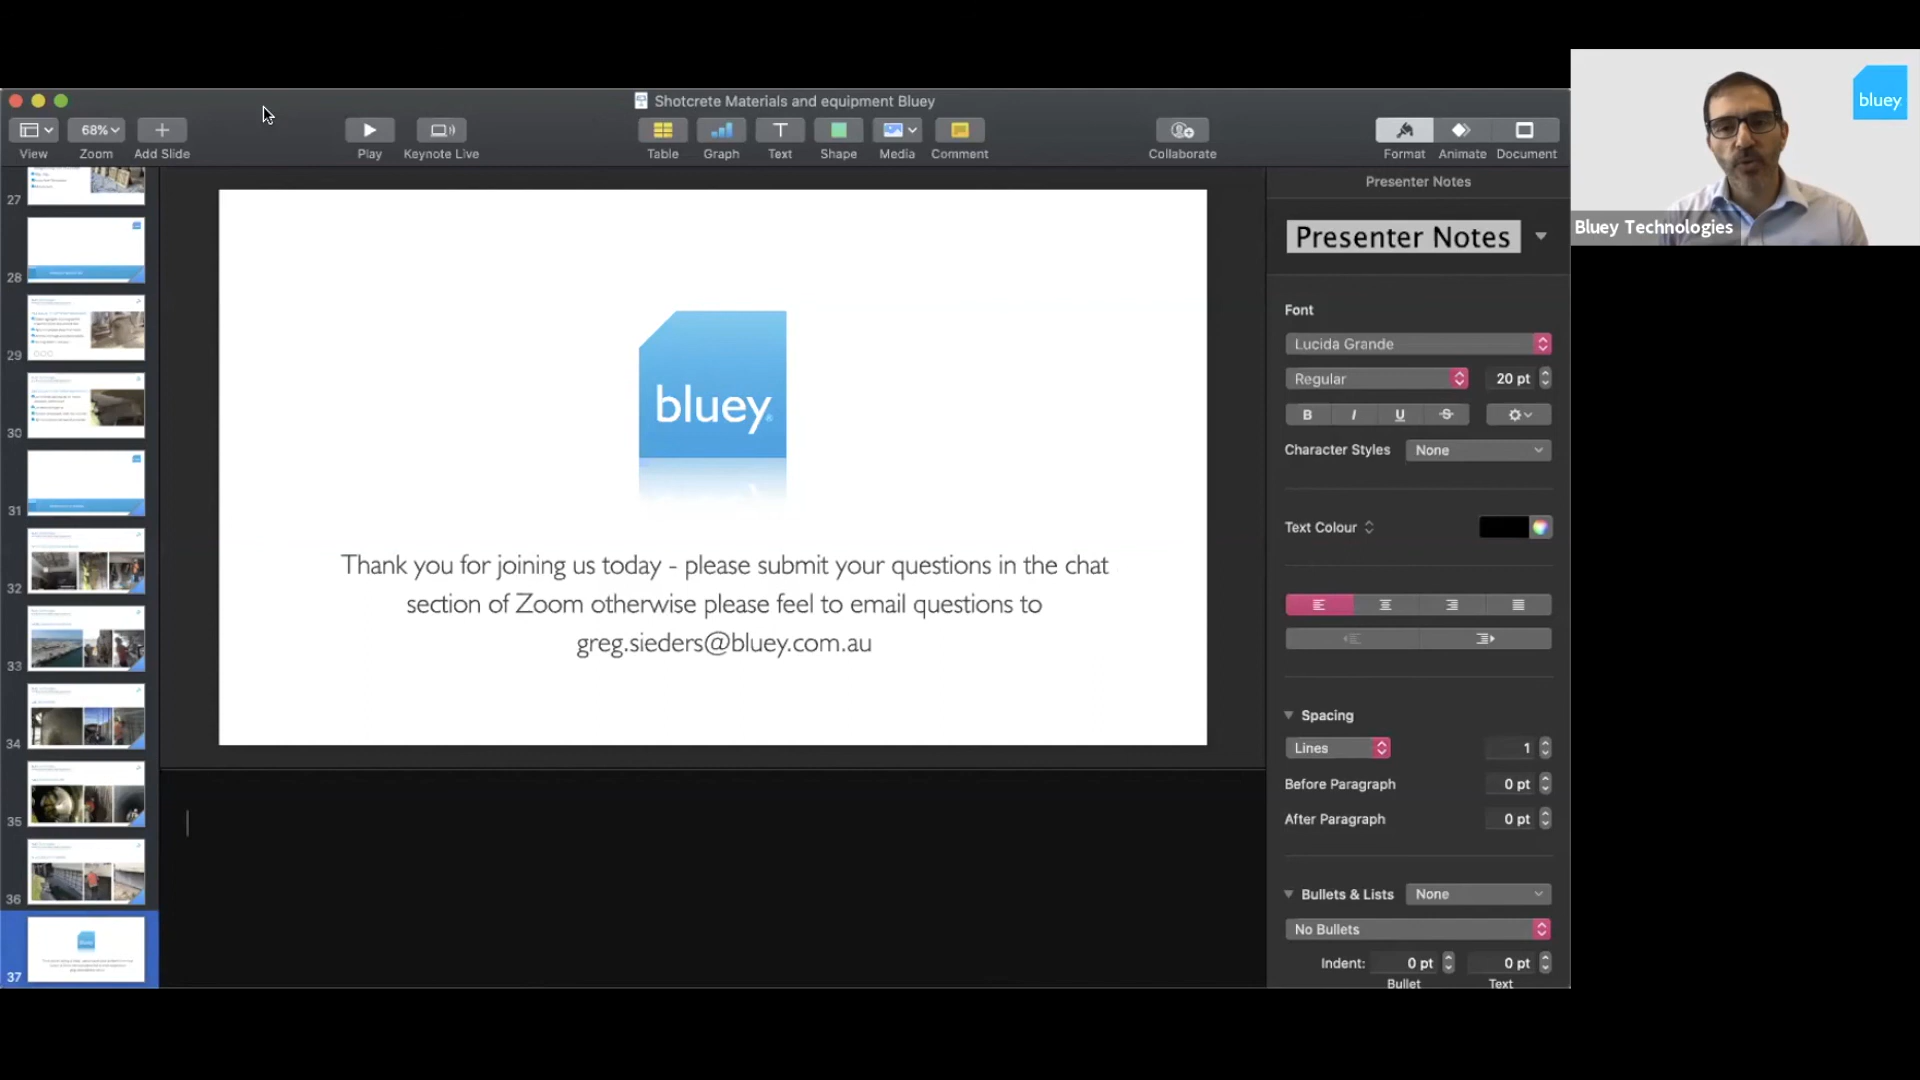 Shotcrete Materials and equipment Bluey
68%
View
Zoom
Add Slide
Play
Keynote Live
Table
Graph
Text
Shape
Media
Comment
Collaborate
Format
Animate
Document
27
28
29
30
31
32
33
34
35
36
37
bluey
bluey
Thank you for joining us today - please submit your questions in the chat
section of Zoom otherwise please feel to email questions to
greg.sieders@bluey.com.au
Presenter Notes
Presenter Notes
Font
Lucida Grande
Regular
20 pt
B I U S
Character Styles
None
Text Colour
Spacing
Lines
1
Before Paragraph
0 pt
After Paragraph
0 pt
Bullets & Lists
None
No Bullets
Indent:
0 pt
0 pt
Bullet
Text
bluey
Bluey Technologies